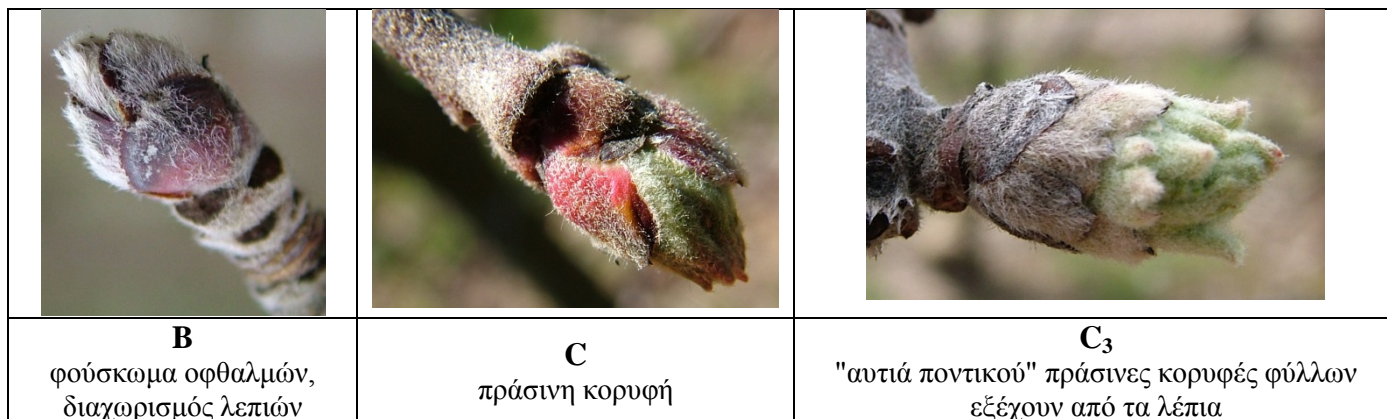 B
φούσκωμα οφθαλμών,
διαχωρισμός λεπιών
C
πράσινη κορυφή
C₃
"αυτιά ποντικού" πράσινες κορυφές φύλλων
εξέχουν από τα λέπια